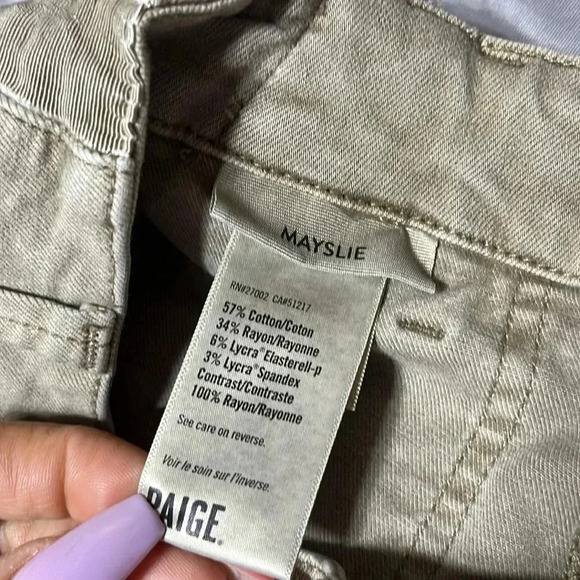 MAYSLIE
RN#27002 CA#51217
57% Cotton/Coton
34% Rayon/Rayonne
6% Lycra® Elasterell-p
3% Lycra® Spandex
Contrast/Contraste
100% Rayon/Rayonne
See care on reverse.
Voir le soin sur l'inverse.
PAIGE.